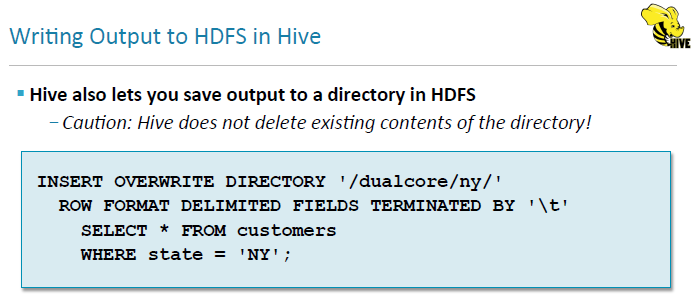 Writing Output to HDFS in Hive
HIVE
▪ Hive also lets you save output to a directory in HDFS
– Caution: Hive does not delete existing contents of the directory!
INSERT OVERWRITE DIRECTORY '/dualcore/ny/'
ROW FORMAT DELIMITED FIELDS TERMINATED BY '\t'
SELECT * FROM customers
WHERE state = 'NY';